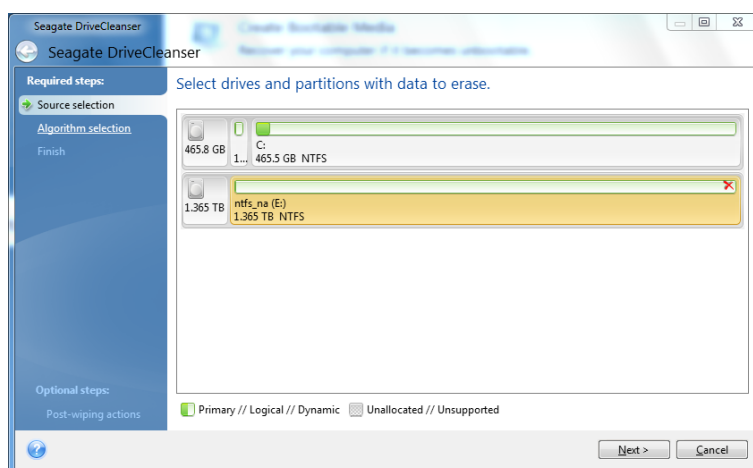 Seagate DriveCleanser
Create Bootable Media
Recover your computer if it becomes unbootable
Seagate DriveCleanser
Required steps:
Source selection
Algorithm selection
Finish
Select drives and partitions with data to erase.
465.8 GB
1...
C:
465.5 GB NTFS
1.365 TB
ntfs_na (E:)
1.365 TB NTFS
Optional steps:
Post-wiping actions
Primary // Logical // Dynamic
Unallocated // Unsupported
Next >
Cancel